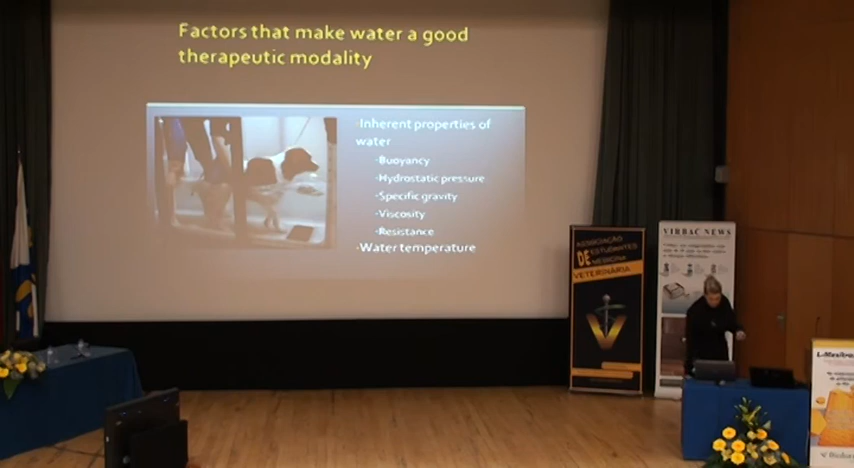 Factors that make water a good
therapeutic modality
Inherent properties of
water
Buoyancy
Hydrostatic pressure
Specific gravity
Viscosity
Resistance
Water temperature
ASSOCIAÇÃO
DE ESTUDANTES
MEDICINA
VETERINÁRIA
VIRBAC NEWS